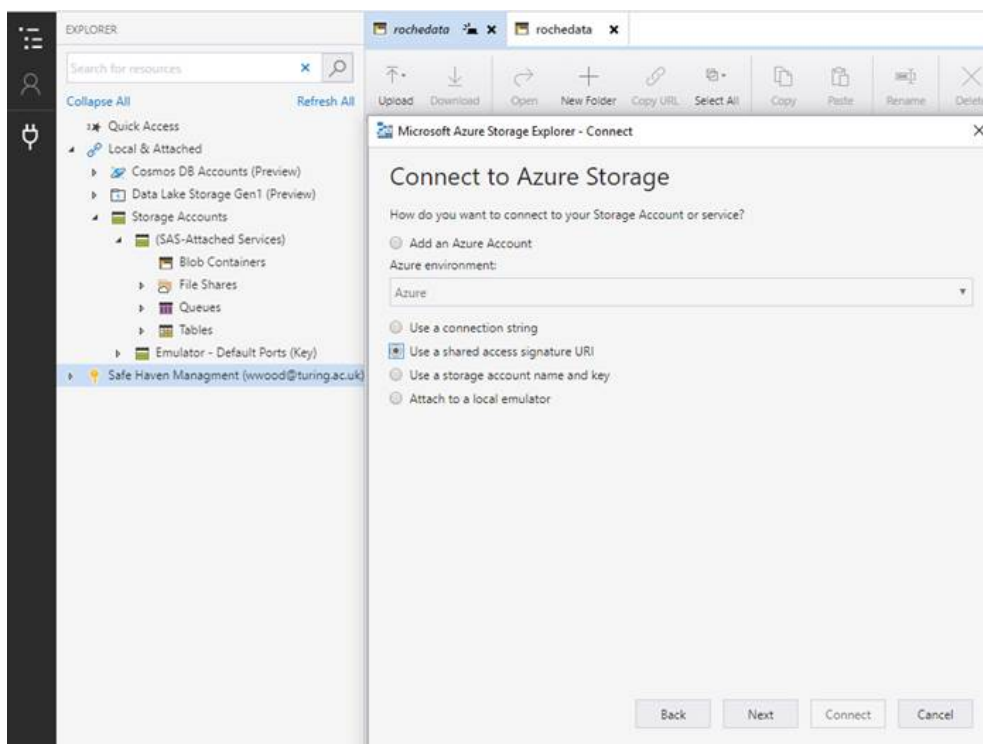 EXPLORER
Search for resources
Collapse All
Refresh All
Quick Access
Local & Attached
Cosmos DB Accounts (Preview)
Data Lake Storage Gen1 (Preview)
Storage Accounts
(SAS-Attached Services)
Blob Containers
File Shares
Queues
Tables
Emulator - Default Ports (Key)
Safe Haven Managment (wwood@turing.ac.uk)
rochedata
rochedata
Upload
Download
Open
New Folder
Copy URL
Select All
Copy
Paste
Rename
Delete
Microsoft Azure Storage Explorer - Connect
Connect to Azure Storage
How do you want to connect to your Storage Account or service?
Add an Azure Account
Azure environment:
Azure
Use a connection string
Use a shared access signature URI
Use a storage account name and key
Attach to a local emulator
Back
Next
Connect
Cancel